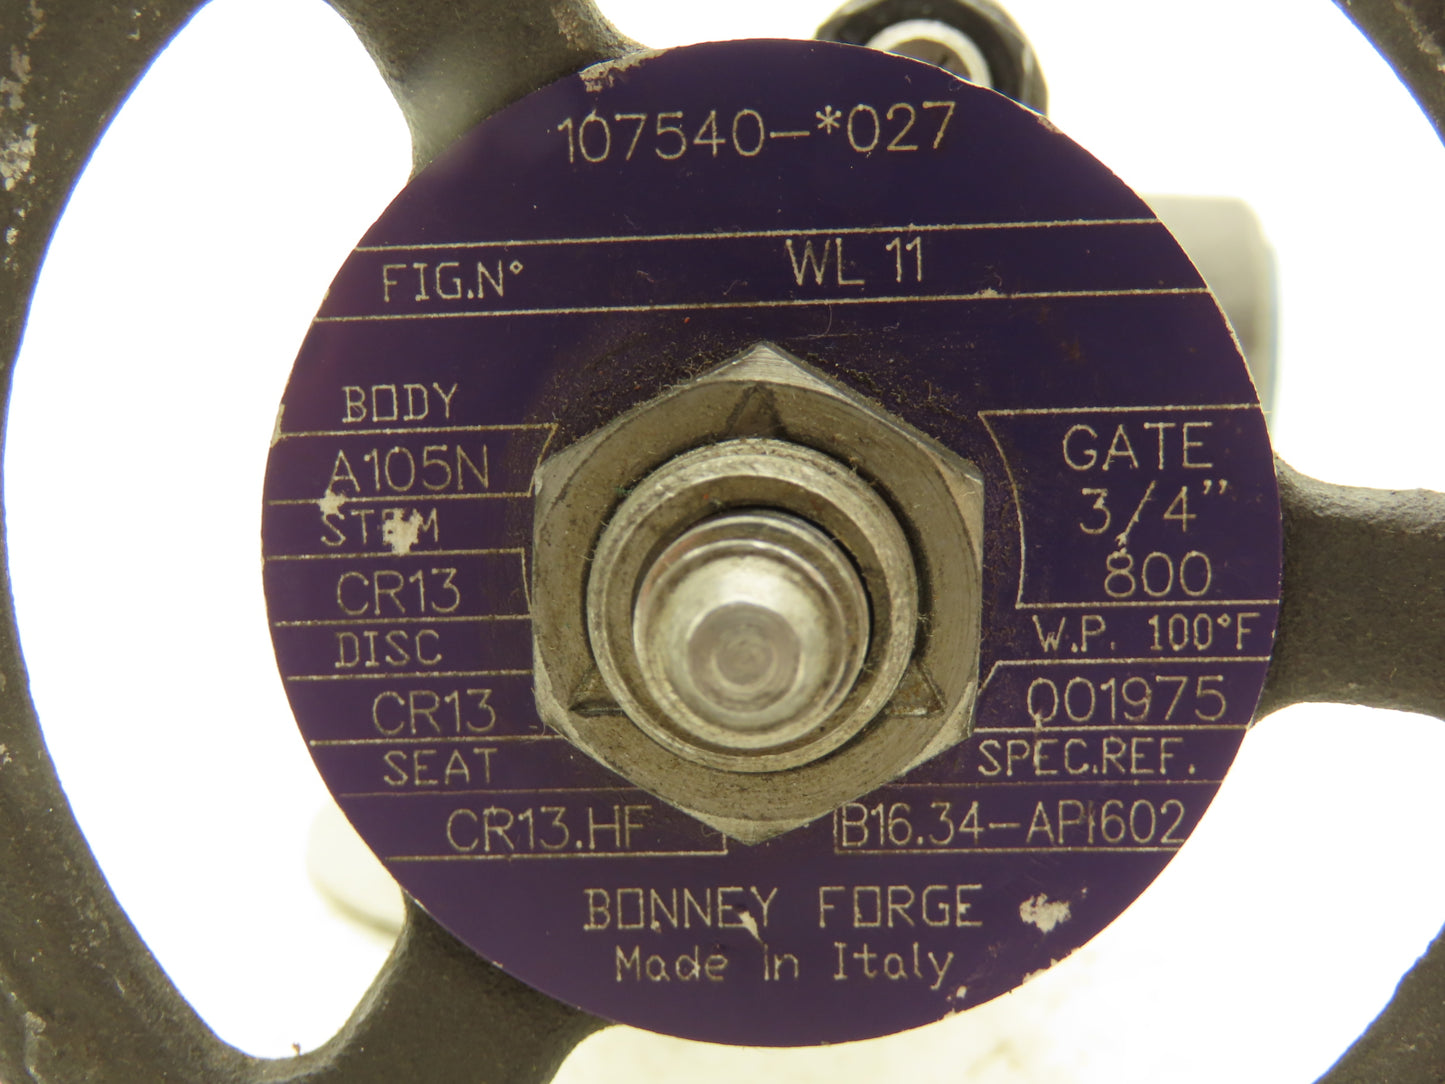 107540-*027
FIG.N° WL 11
BODY
A105N
STEM
CR13
DISC
CR13
SEAT
CR13.HF
GATE
3/4"
800
W.P. 100°F
001975
SPEC.REF.
B16.34-API602
BONNEY FORGE
Made in Italy